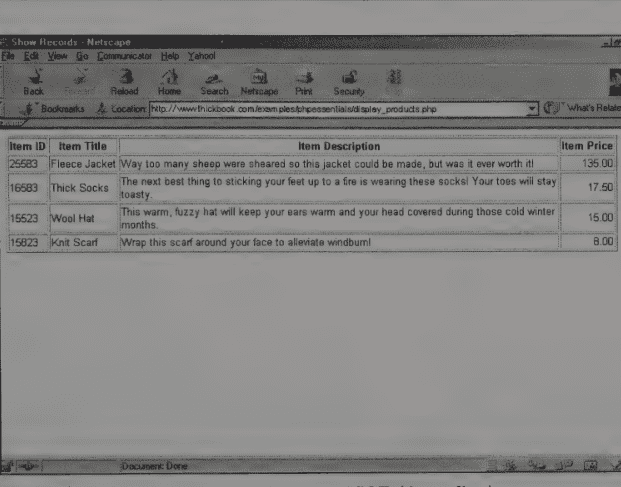 Show Records - Netscape
File Edit View Go Communicator Help Yahoo!
Back Forward Reload Home Search Netscape Print Security
Bookmarks Location: http://www.thickbook.com/examples/phpessentials/display_products.php What's Relate
Item ID Item Title Item Description Item Price
25583 Fleece Jacket Way too many sheep were sheared so this jacket could be made, but was it ever worth it! 135.00
16583 Thick Socks The next best thing to sticking your feet up to a fire is wearing these socks! Your toes will stay
toasty. 17.50
15523 Wool Hat This warm, fuzzy hat will keep your ears warm and your head covered during those cold winter
months. 15.00
15823 Knit Scarf Wrap this scarf around your face to alleviate windburn! 8.00
Document: Done